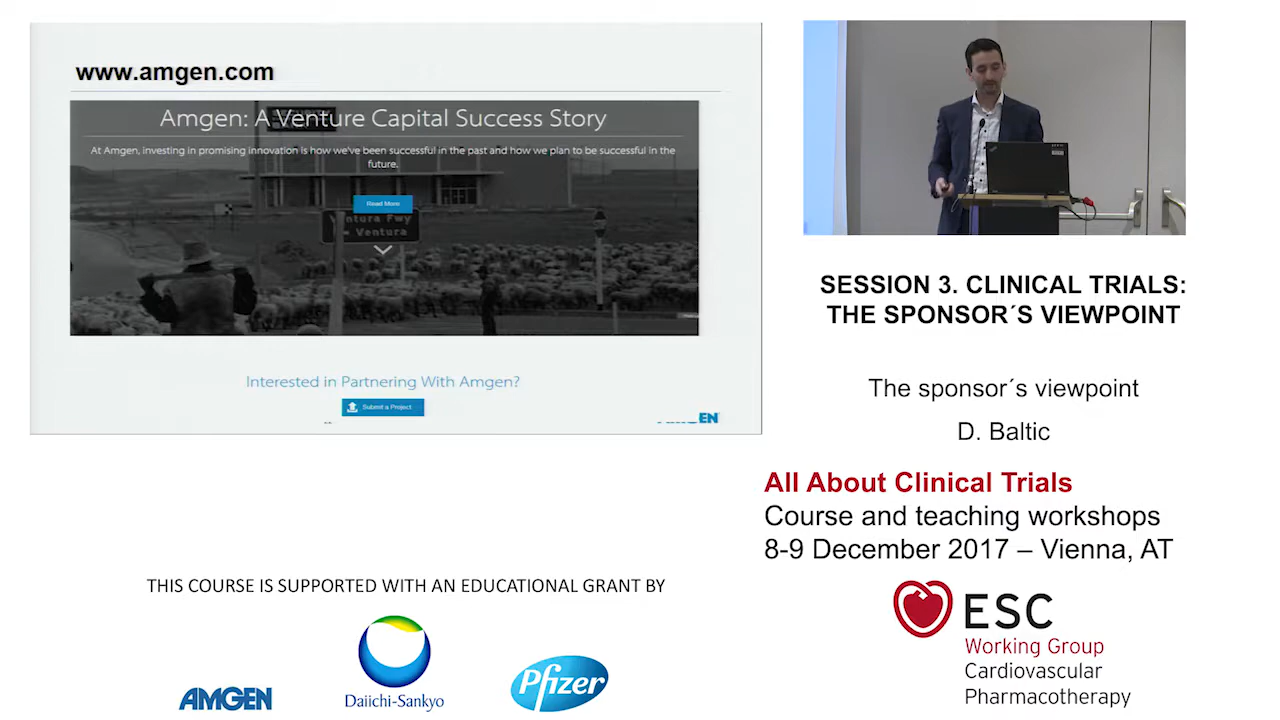 www.amgen.com
Amgen: A Venture Capital Success Story
At Amgen, investing in promising innovation is how we've been successful in the past and how we plan to be successful in the
future.
Read More
Ventura Fwy
Ventura
Interested in Partnering With Amgen?
Submit a Project
AMGEN
SESSION 3. CLINICAL TRIALS:
THE SPONSOR´S VIEWPOINT
The sponsor´s viewpoint
D. Baltic
All About Clinical Trials
Course and teaching workshops
8-9 December 2017 – Vienna, AT
THIS COURSE IS SUPPORTED WITH AN EDUCATIONAL GRANT BY
AMGEN
Daiichi-Sankyo
Pfizer
ESC
Working Group
Cardiovascular
Pharmacotherapy